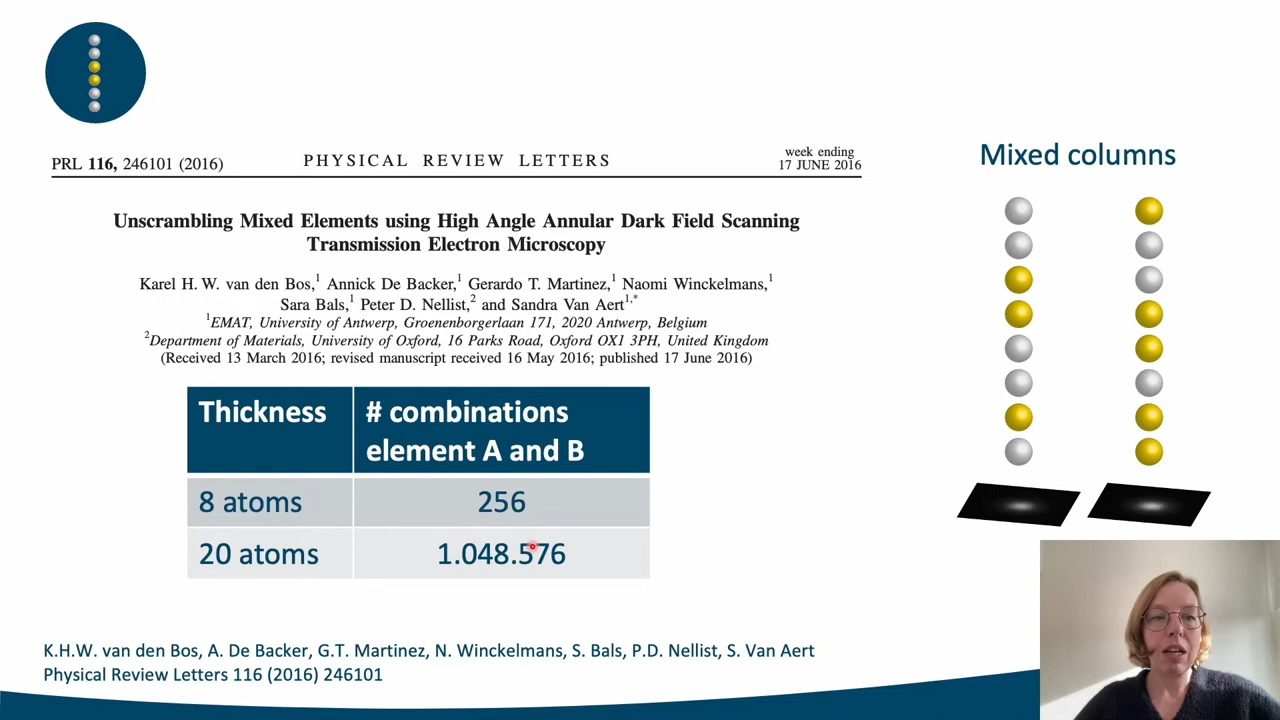 PRL 116, 246101 (2016)
PHYSICAL REVIEW LETTERS
week ending
17 JUNE 2016
Unscrambling Mixed Elements using High Angle Annular Dark Field Scanning
Transmission Electron Microscopy
Karel H. W. van den Bos,1 Annick De Backer,1 Gerardo T. Martinez,1 Naomi Winckelmans,1
Sara Bals,1 Peter D. Nellist,2 and Sandra Van Aert1,*
1EMAT, University of Antwerp, Groenenborgerlaan 171, 2020 Antwerp, Belgium
2Department of Materials, University of Oxford, 16 Parks Road, Oxford OX1 3PH, United Kingdom
(Received 13 March 2016; revised manuscript received 16 May 2016; published 17 June 2016)
Thickness
# combinations
element A and B
8 atoms
256
20 atoms
1.048.576
Mixed columns
K.H.W. van den Bos, A. De Backer, G.T. Martinez, N. Winckelmans, S. Bals, P.D. Nellist, S. Van Aert
Physical Review Letters 116 (2016) 246101